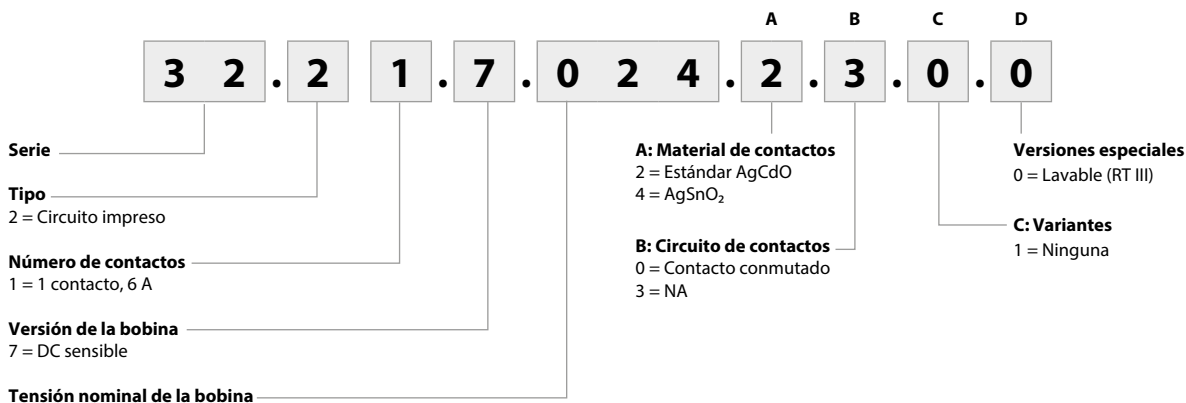 A B C D
3 2 . 2 1 . 7 . 0 2 4 . 2 . 3 . 0 . 0
Serie
Tipo
2 = Circuito impreso
Número de contactos
1 = 1 contacto, 6 A
Versión de la bobina
7 = DC sensible
Tensión nominal de la bobina
A: Material de contactos
2 = Estándar AgCdO
4 = AgSnO₂
B: Circuito de contactos
0 = Contacto conmutado
3 = NA
Versiones especiales
0 = Lavable (RT III)
C: Variantes
1 = Ninguna